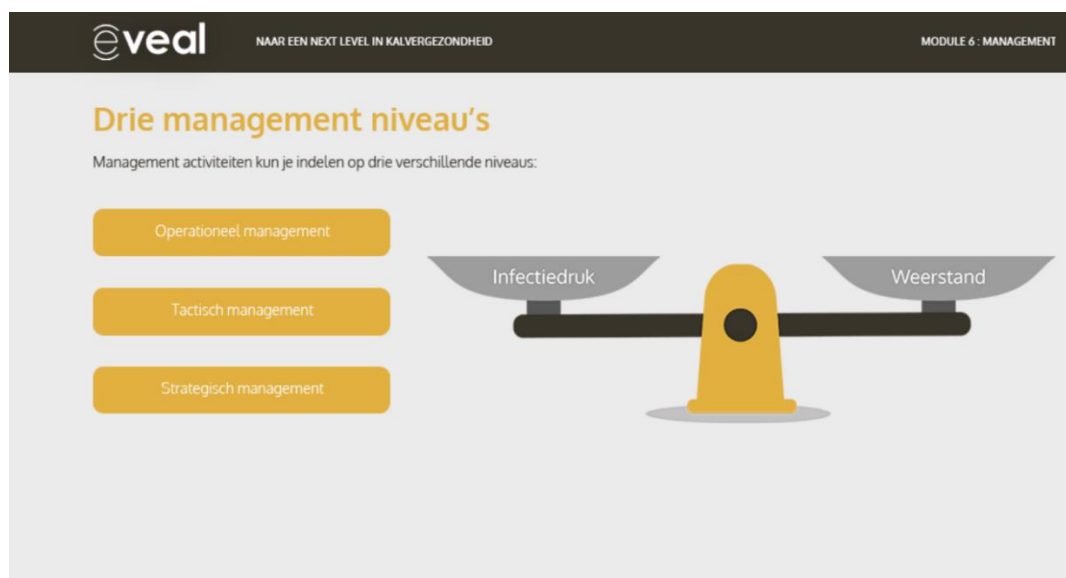 eveal
NAAR EEN NEXT LEVEL IN KALVERGEZONDHEID
MODULE 6 : MANAGEMENT
Drie management niveau's
Management activiteiten kun je indelen op drie verschillende niveaus:
Operationeel management
Tactisch management
Strategisch management
Infectiedruk
Weerstand